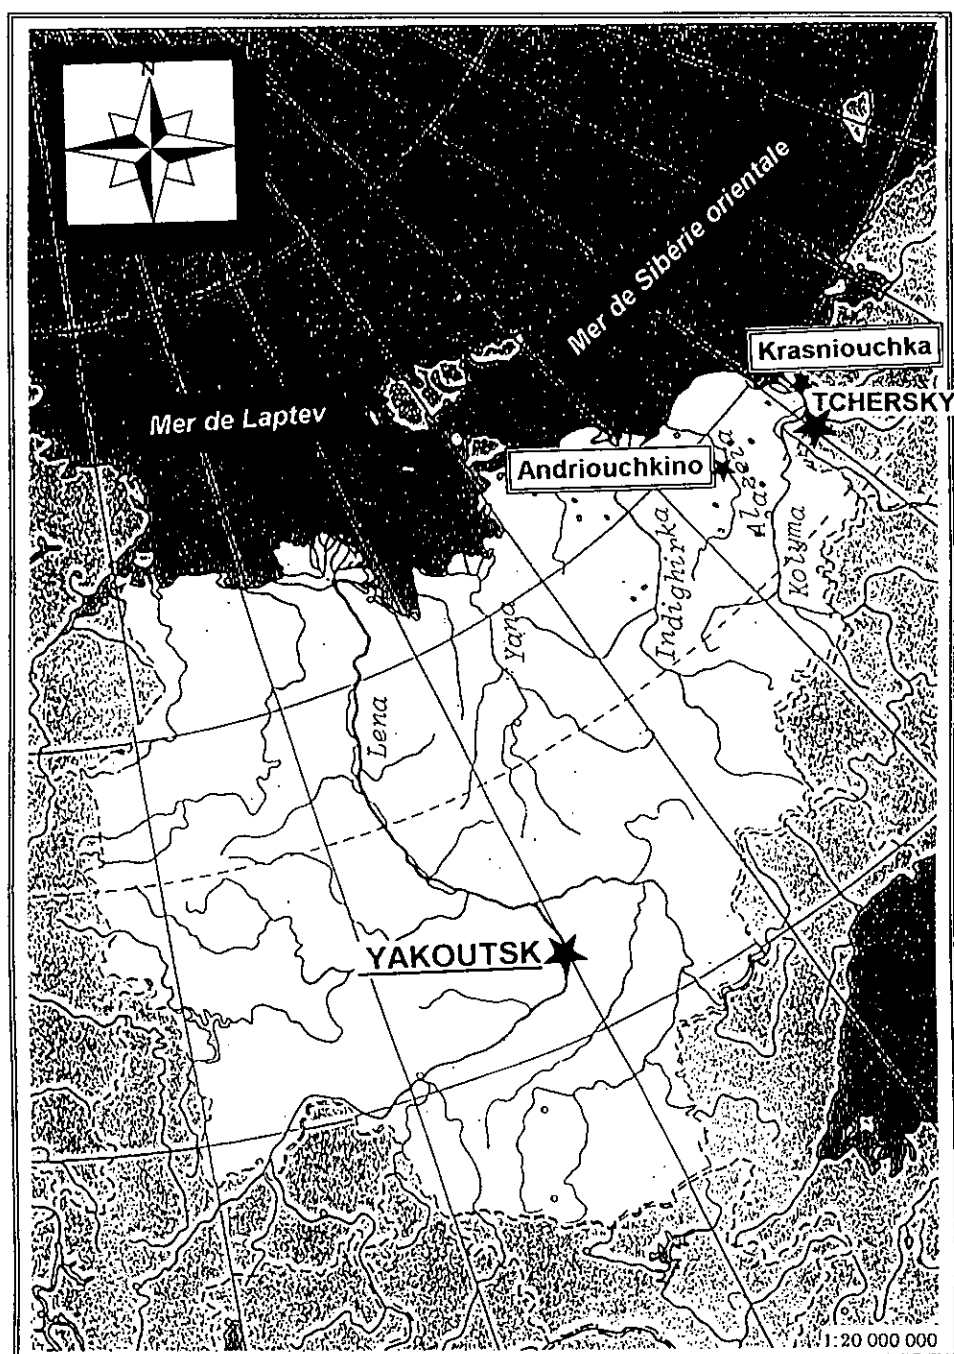 N
Mer de Sibérie orientale
Krasniouchka
TCHERSKY
Mer de Laptev
Andriouchkino
Alazeia
Kolyma
Indighirka
Yana
Lena
YAKOUTSK
1:20 000 000